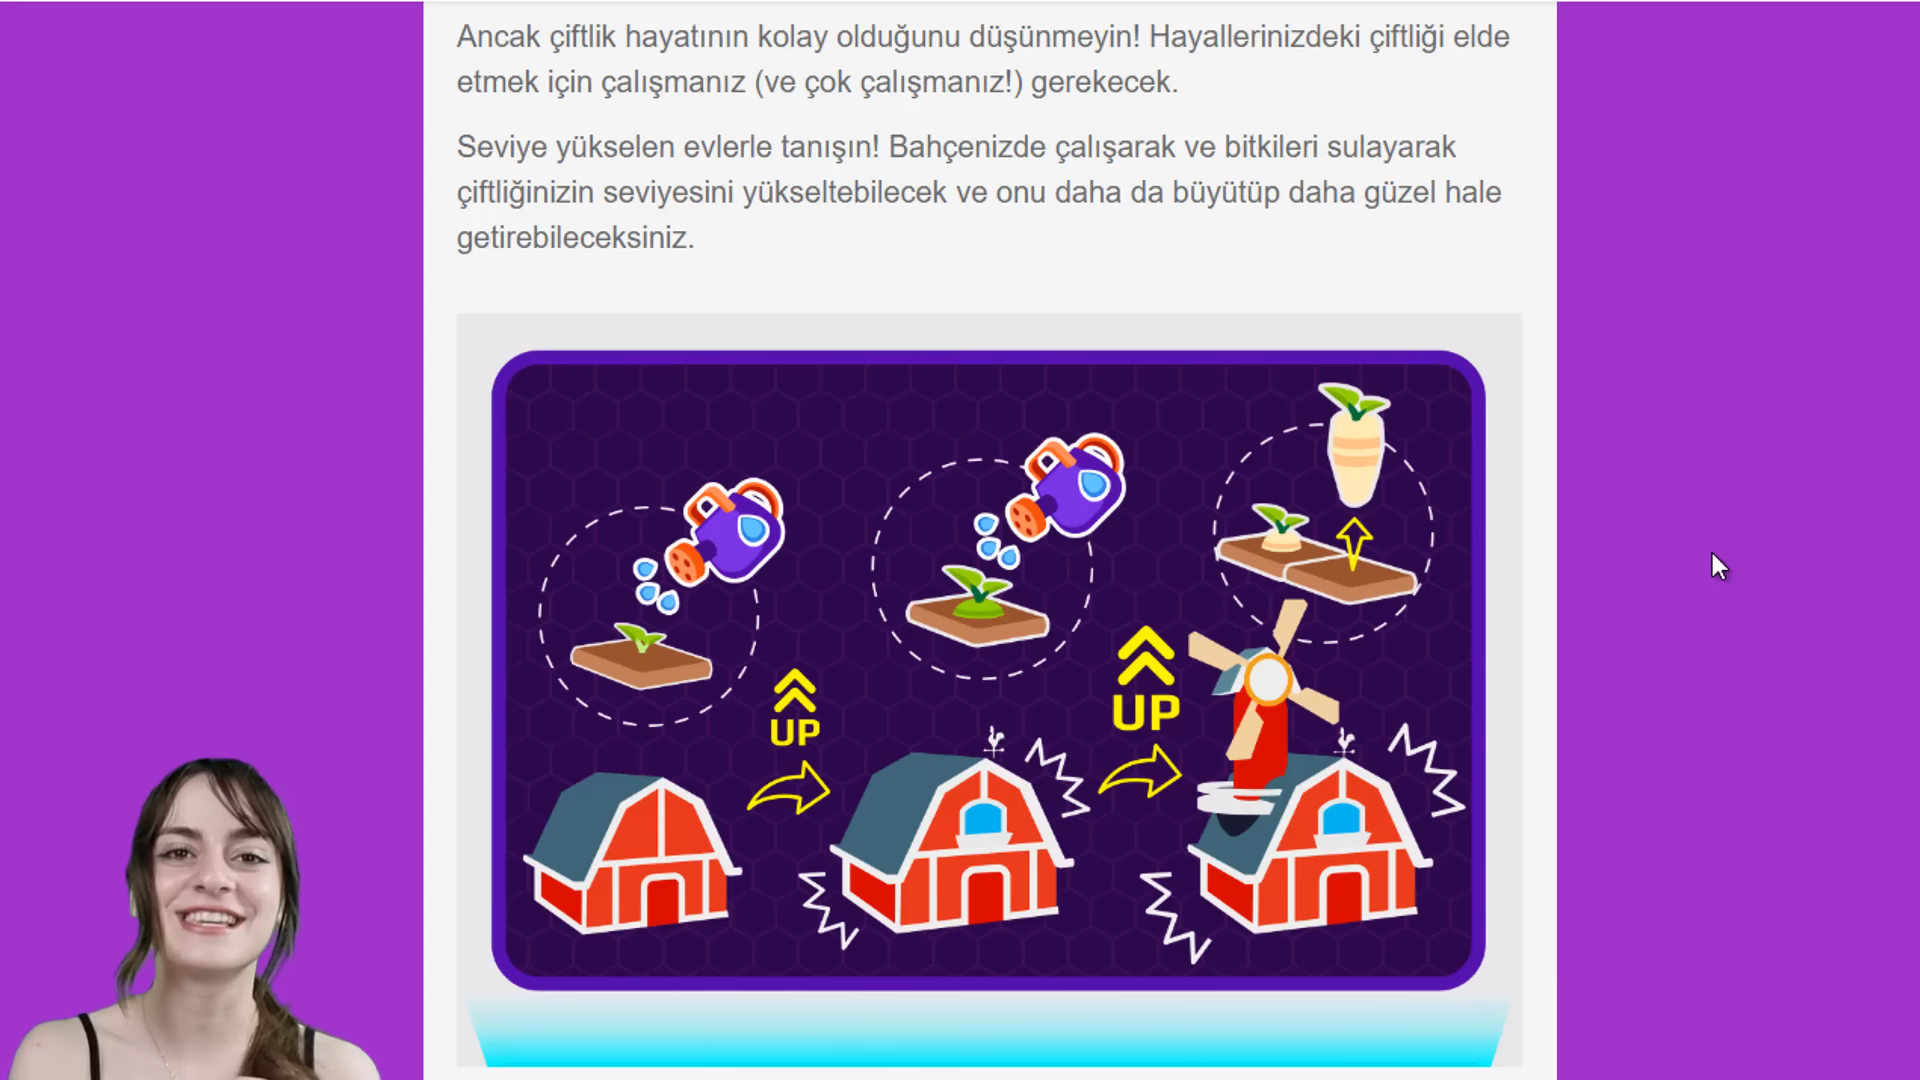 Ancak çiftlik hayatının kolay olduğunu düşünmeyin! Hayallerinizdeki çiftliği elde
etmek için çalışmanız (ve çok çalışmanız!) gerekecek.
Seviye yükselen evlerle tanışın! Bahçenizde çalışarak ve bitkileri sulayarak
çiftliğinizin seviyesini yükseltebilecek ve onu daha da büyütüp daha güzel hale
getirebileceksiniz.
UP
UP